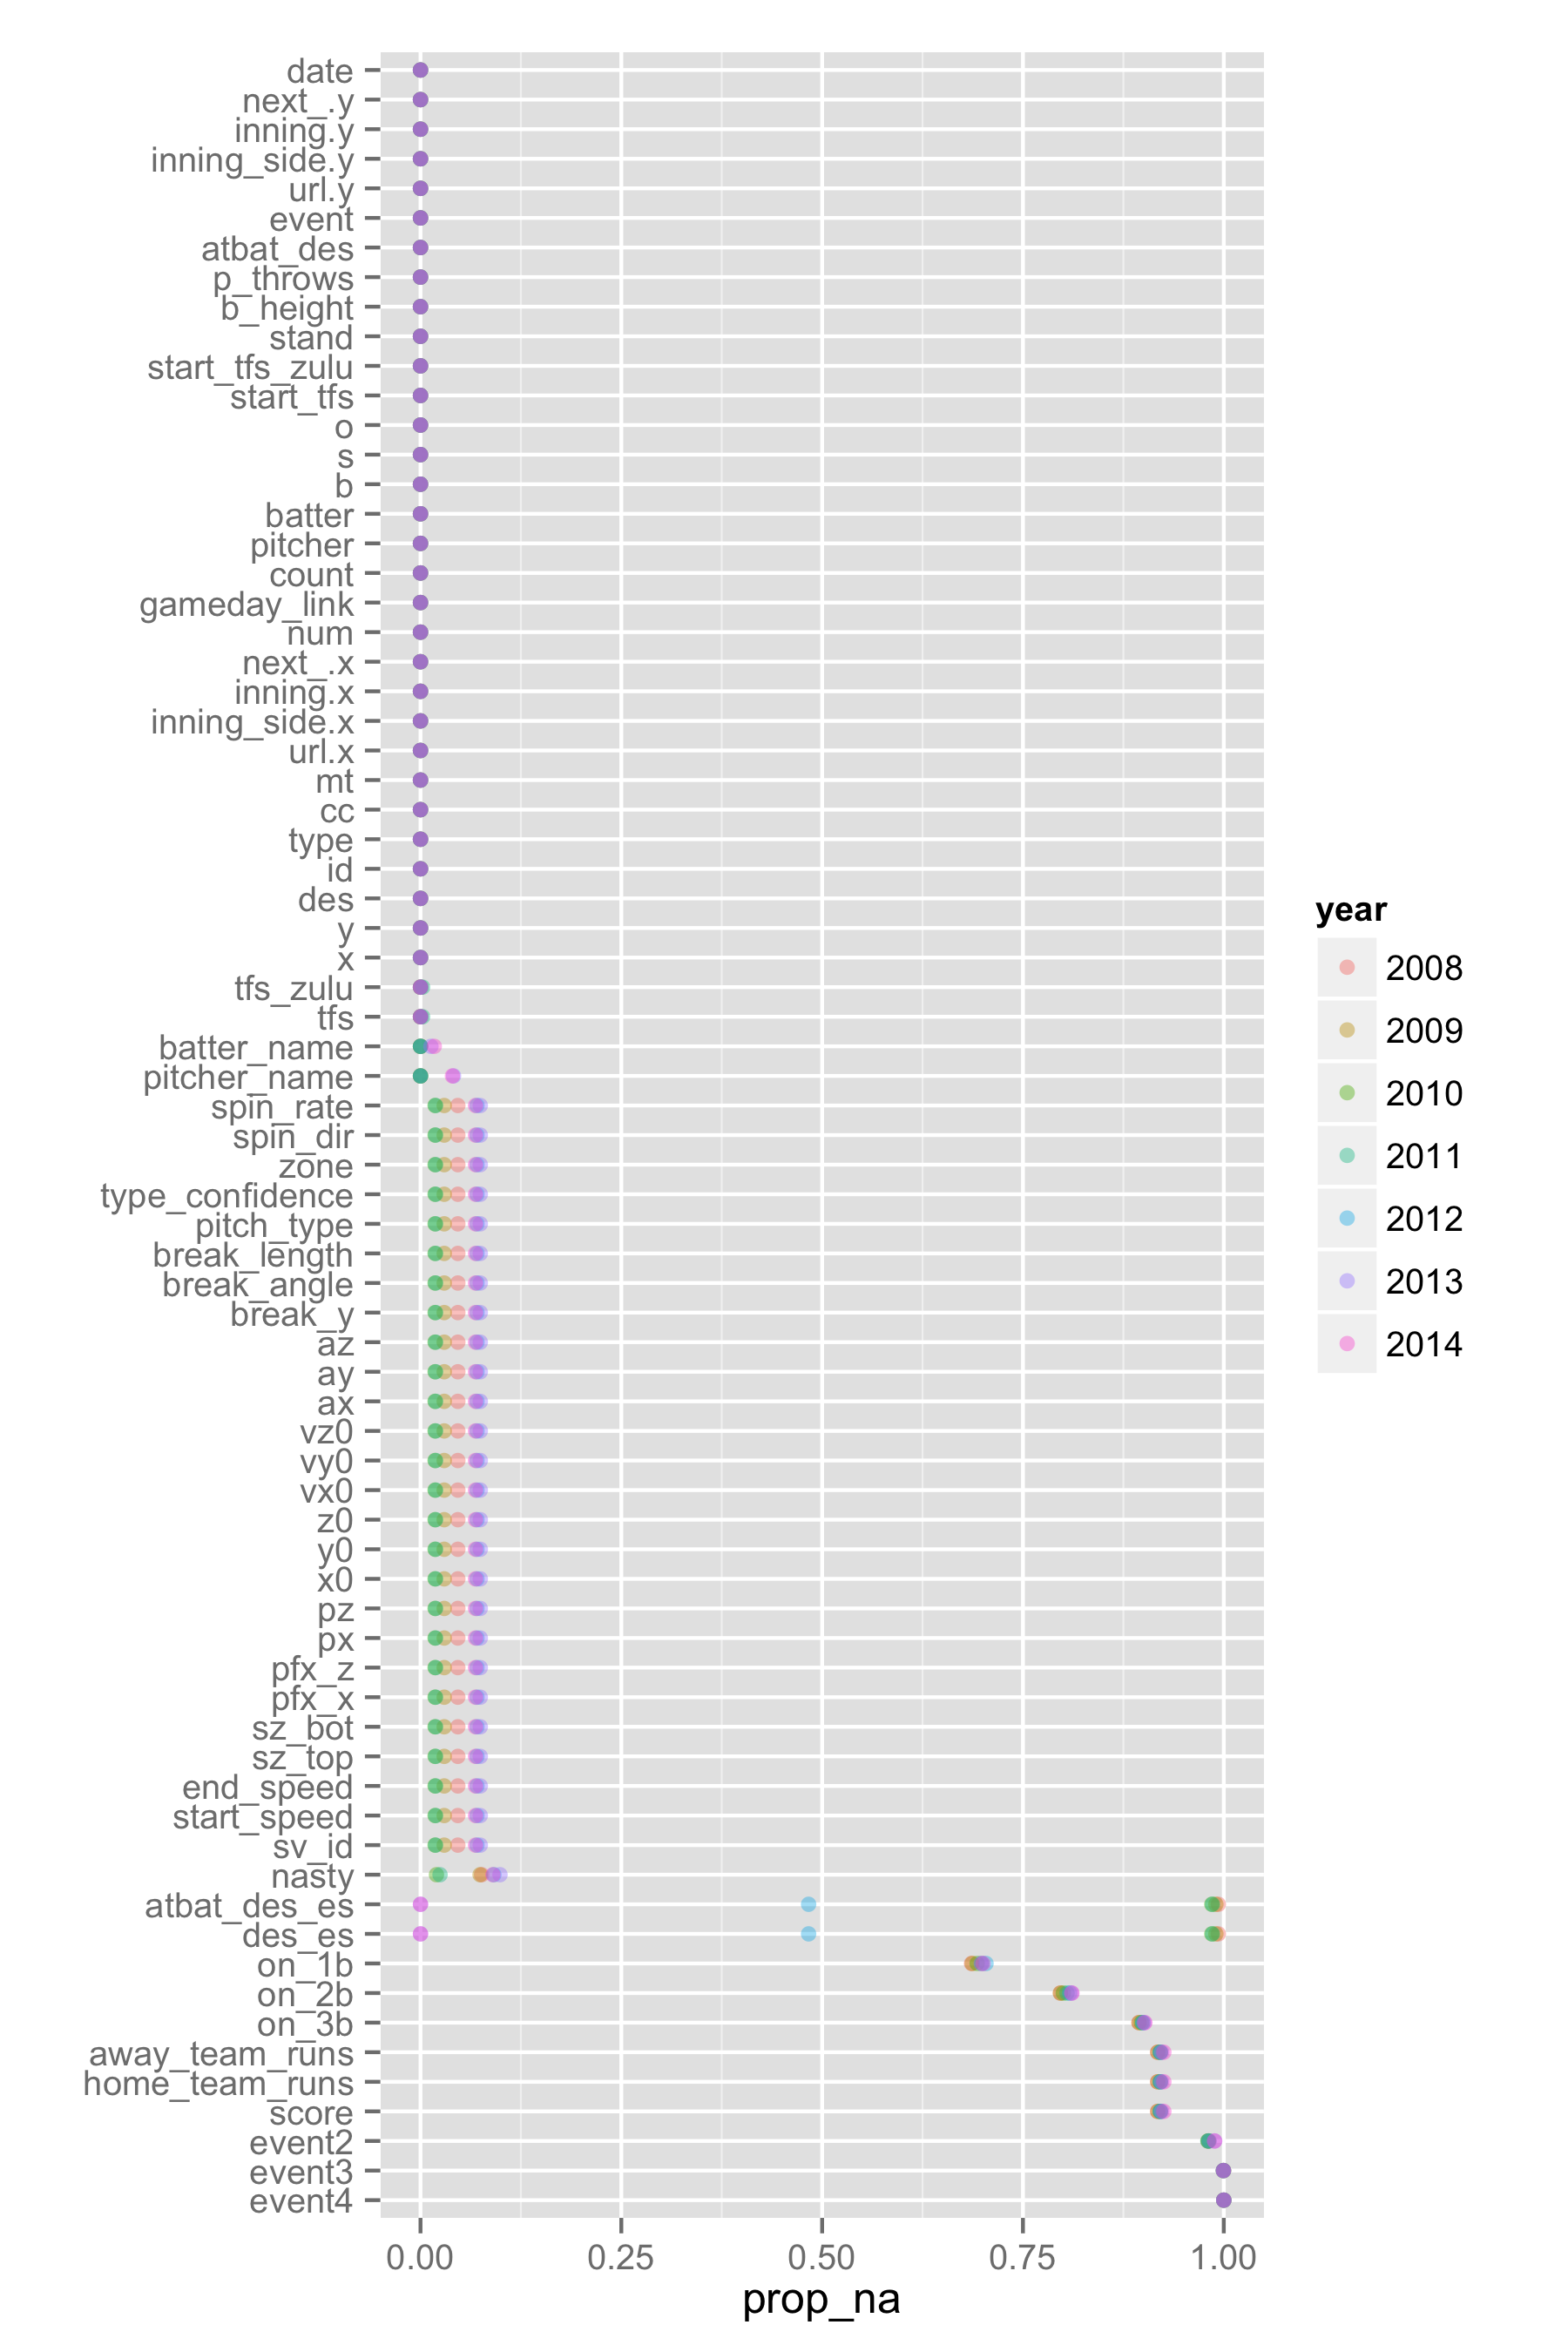 date
next_.y
inning.y
inning_side.y
url.y
event
atbat_des
p_throws
b_height
stand
start_tfs_zulu
start_tfs
o
s
b
batter
pitcher
count
gameday_link
num
next_.x
inning.x
inning_side.x
url.x
mt
cc
type
id
des
y
x
tfs_zulu
tfs
batter_name
pitcher_name
spin_rate
spin_dir
zone
type_confidence
pitch_type
break_length
break_angle
break_y
az
ay
ax
vz0
vy0
vx0
z0
y0
x0
pz
px
pfx_z
pfx_x
sz_bot
sz_top
end_speed
start_speed
sv_id
nasty
atbat_des_es
des_es
on_1b
on_2b
on_3b
away_team_runs
home_team_runs
score
event2
event3
event4
0.00 0.25 0.50 0.75 1.00
prop_na
year
2008
2009
2010
2011
2012
2013
2014